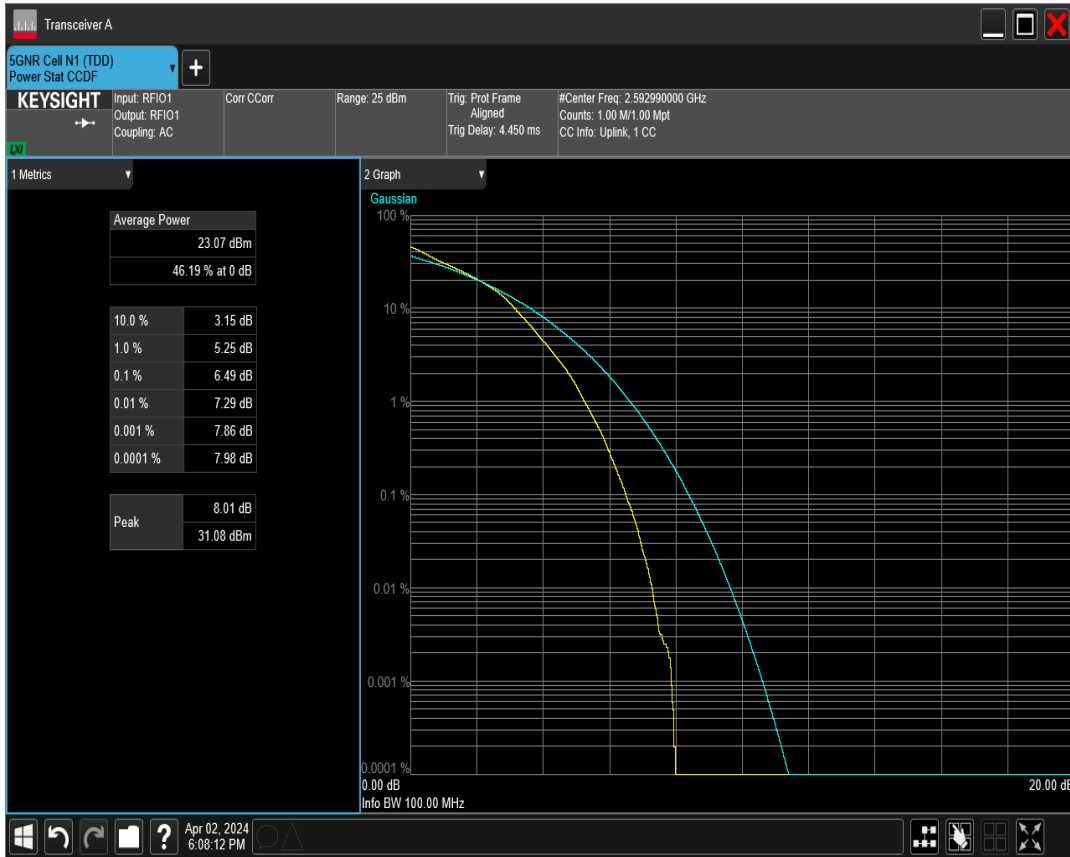 Transceiver A
5GNR Cell N1 (TDD)
Power Stat CCDF
KEYSIGHT
LXI
Input: RFIO1
Output: RFIO1
Coupling: AC
Corr CCorr
Range: 25 dBm
Trig: Prot Frame
Aligned
Trig Delay: 4.450 ms
#Center Freq: 2.592990000 GHz
Counts: 1.00 M/1.00 Mpt
CC Info: Uplink, 1 CC
1 Metrics
Average Power
23.07 dBm
46.19 % at 0 dB
10.0 % 3.15 dB
1.0 % 5.25 dB
0.1 % 6.49 dB
0.01 % 7.29 dB
0.001 % 7.86 dB
0.0001 % 7.98 dB
Peak
8.01 dB
31.08 dBm
2 Graph
Gaussian
100 %
10 %
1 %
0.1 %
0.01 %
0.001 %
0.0001 %
0.00 dB 20.00 dB
Info BW 100.00 MHz
Apr 02, 2024
6:08:12 PM